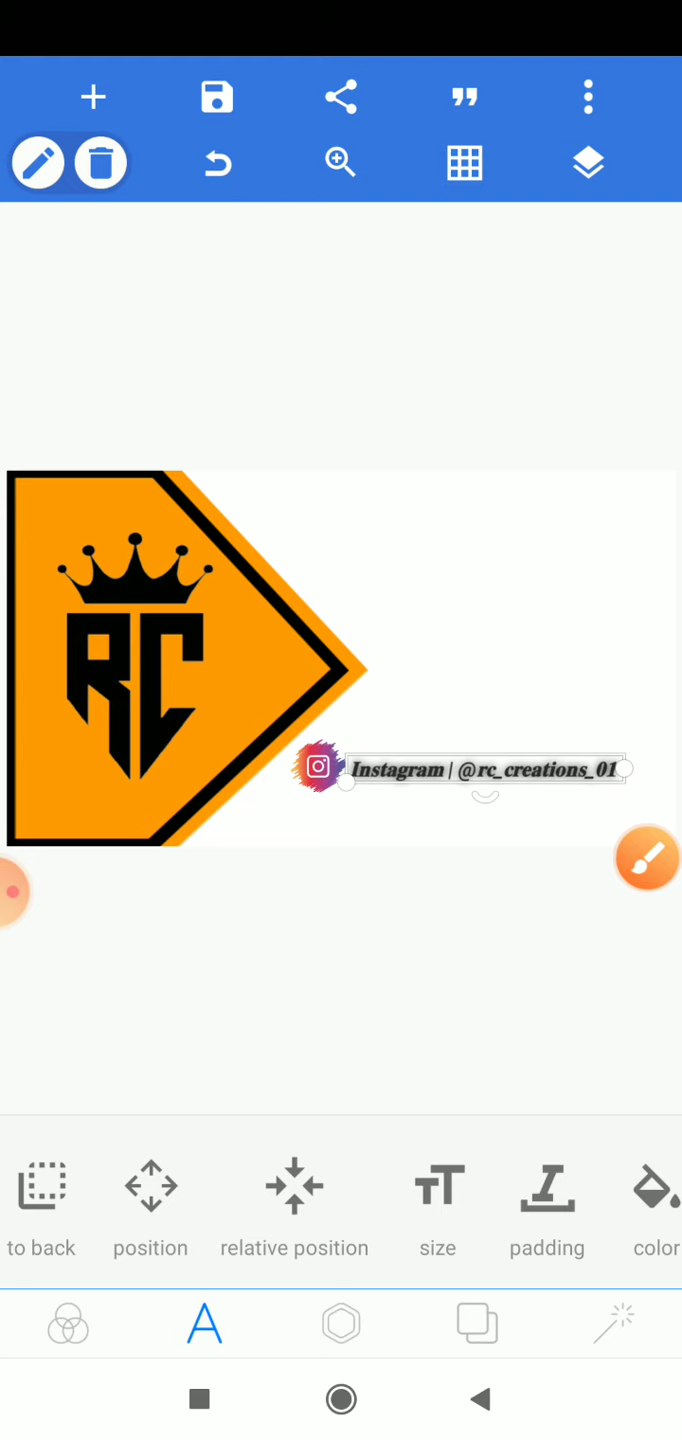 RC
Instagram | @rc_creations_01
to back
position
relative position
size
padding
color